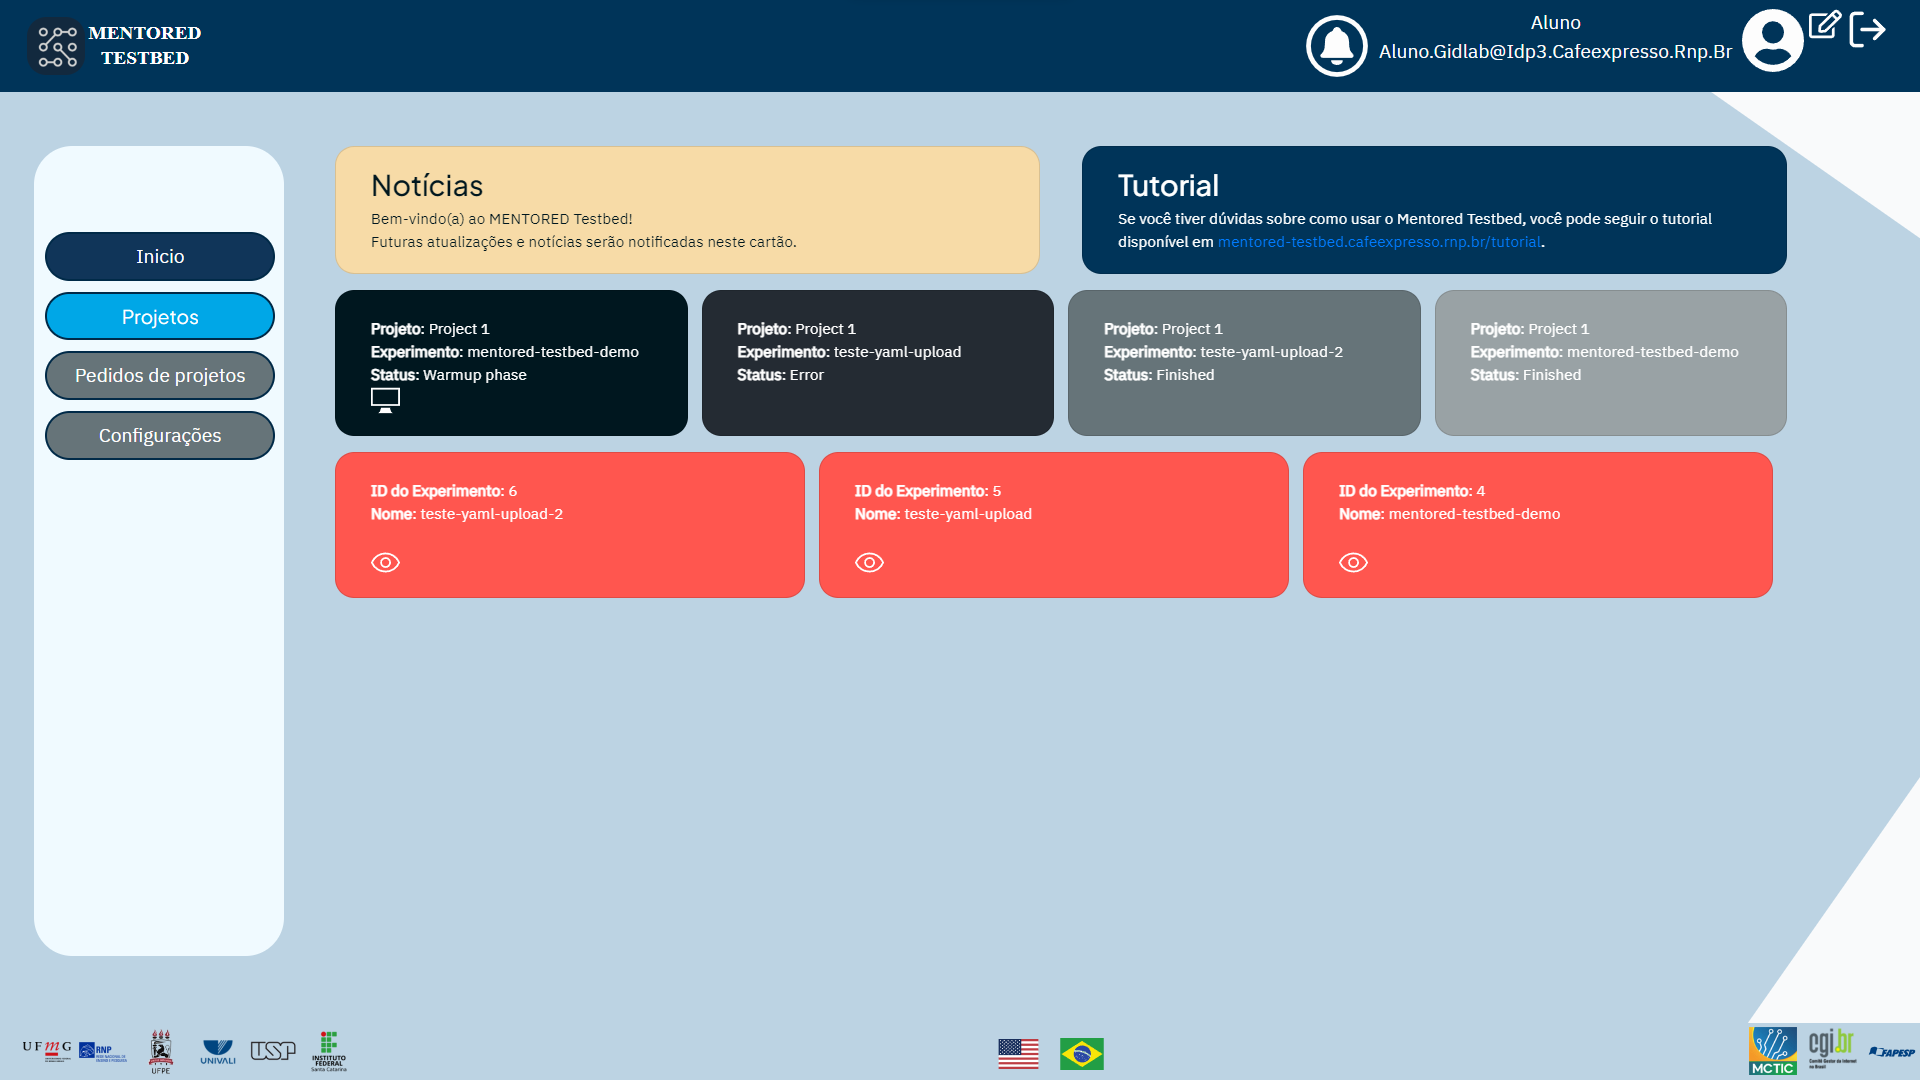 MENTORED
TESTBED
Aluno
Aluno.Gidlab@Idp3.Cafeexpresso.Rnp.Br
Inicio
Projetos
Pedidos de projetos
Configurações
Notícias
Bem-vindo(a) ao MENTORED Testbed!
Futuras atualizações e notícias serão notificadas neste cartão.
Tutorial
Se você tiver dúvidas sobre como usar o Mentored Testbed, você pode seguir o tutorial
disponível em mentored-testbed.cafeexpresso.rnp.br/tutorial.
Projeto: Project 1
Experimento: mentored-testbed-demo
Status: Warmup phase
Projeto: Project 1
Experimento: teste-yaml-upload
Status: Error
Projeto: Project 1
Experimento: teste-yaml-upload-2
Status: Finished
Projeto: Project 1
Experimento: mentored-testbed-demo
Status: Finished
ID do Experimento: 6
Nome: teste-yaml-upload-2
ID do Experimento: 5
Nome: teste-yaml-upload
ID do Experimento: 4
Nome: mentored-testbed-demo
UFmG
RNP
UFPE
UNIVALI
USP
INSTITUTO
FEDERAL
Santa Catarina
MCTIC
cgi.br
FAPESP